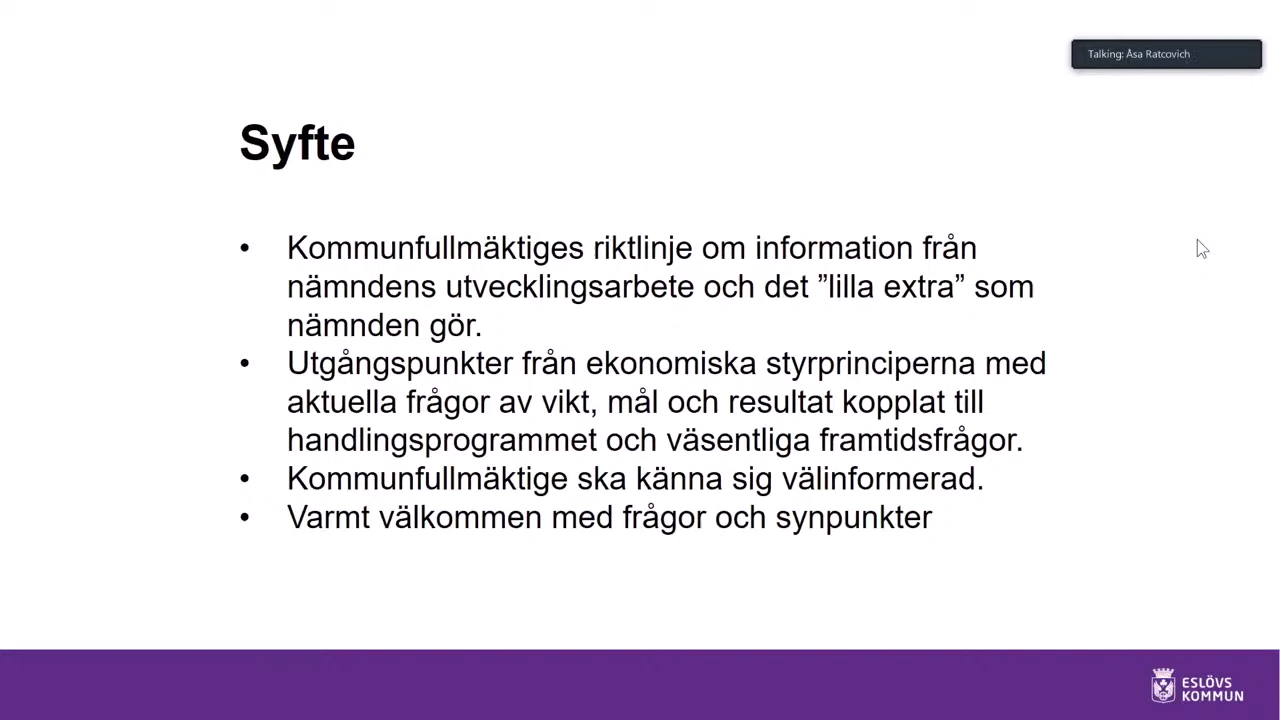 Talking: Åsa Ratcovich
Syfte
• Kommunfullmäktiges riktlinje om information från
nämndens utvecklingsarbete och det ”lilla extra” som
nämnden gör.
• Utgångspunkter från ekonomiska styrprinciperna med
aktuella frågor av vikt, mål och resultat kopplat till
handlingsprogrammet och väsentliga framtidsfrågor.
• Kommunfullmäktige ska känna sig välinformerad.
• Varmt välkommen med frågor och synpunkter
ESLÖVS
KOMMUN